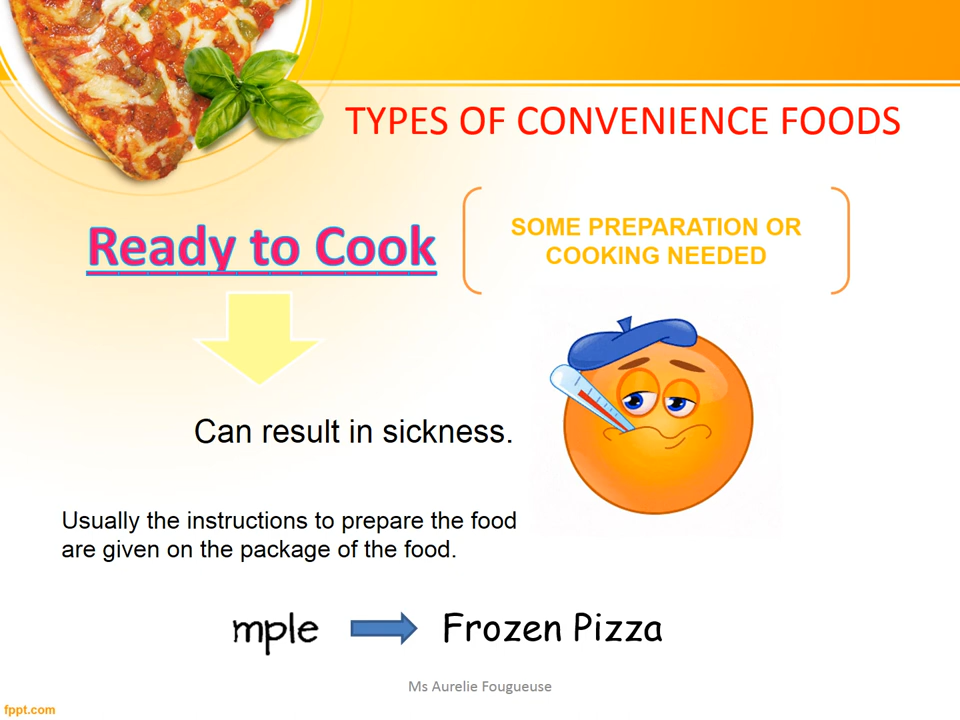 TYPES OF CONVENIENCE FOODS
Ready to Cook
SOME PREPARATION OR
COOKING NEEDED
Can result in sickness.
Usually the instructions to prepare the food
are given on the package of the food.
mple Frozen Pizza
Ms Aurelie Fougueuse
fppt.com